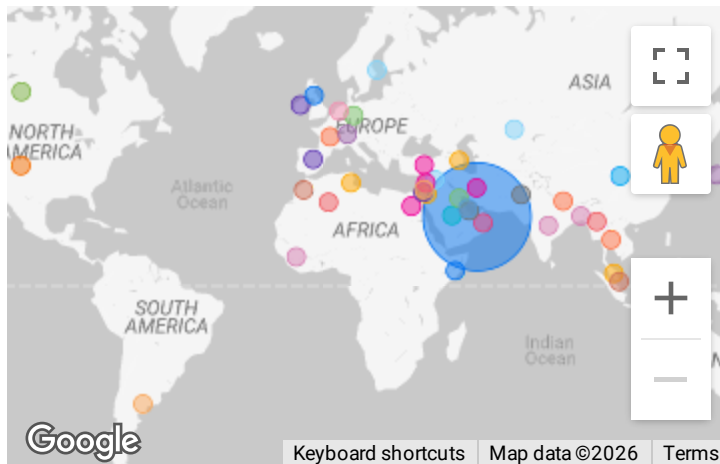 ASIA
NORTH
AMERICA
EUROPE
Atlantic
Ocean
AFRICA
SOUTH
AMERICA
Indian
Ocean
Google
Keyboard shortcuts
Map data ©2026
Terms